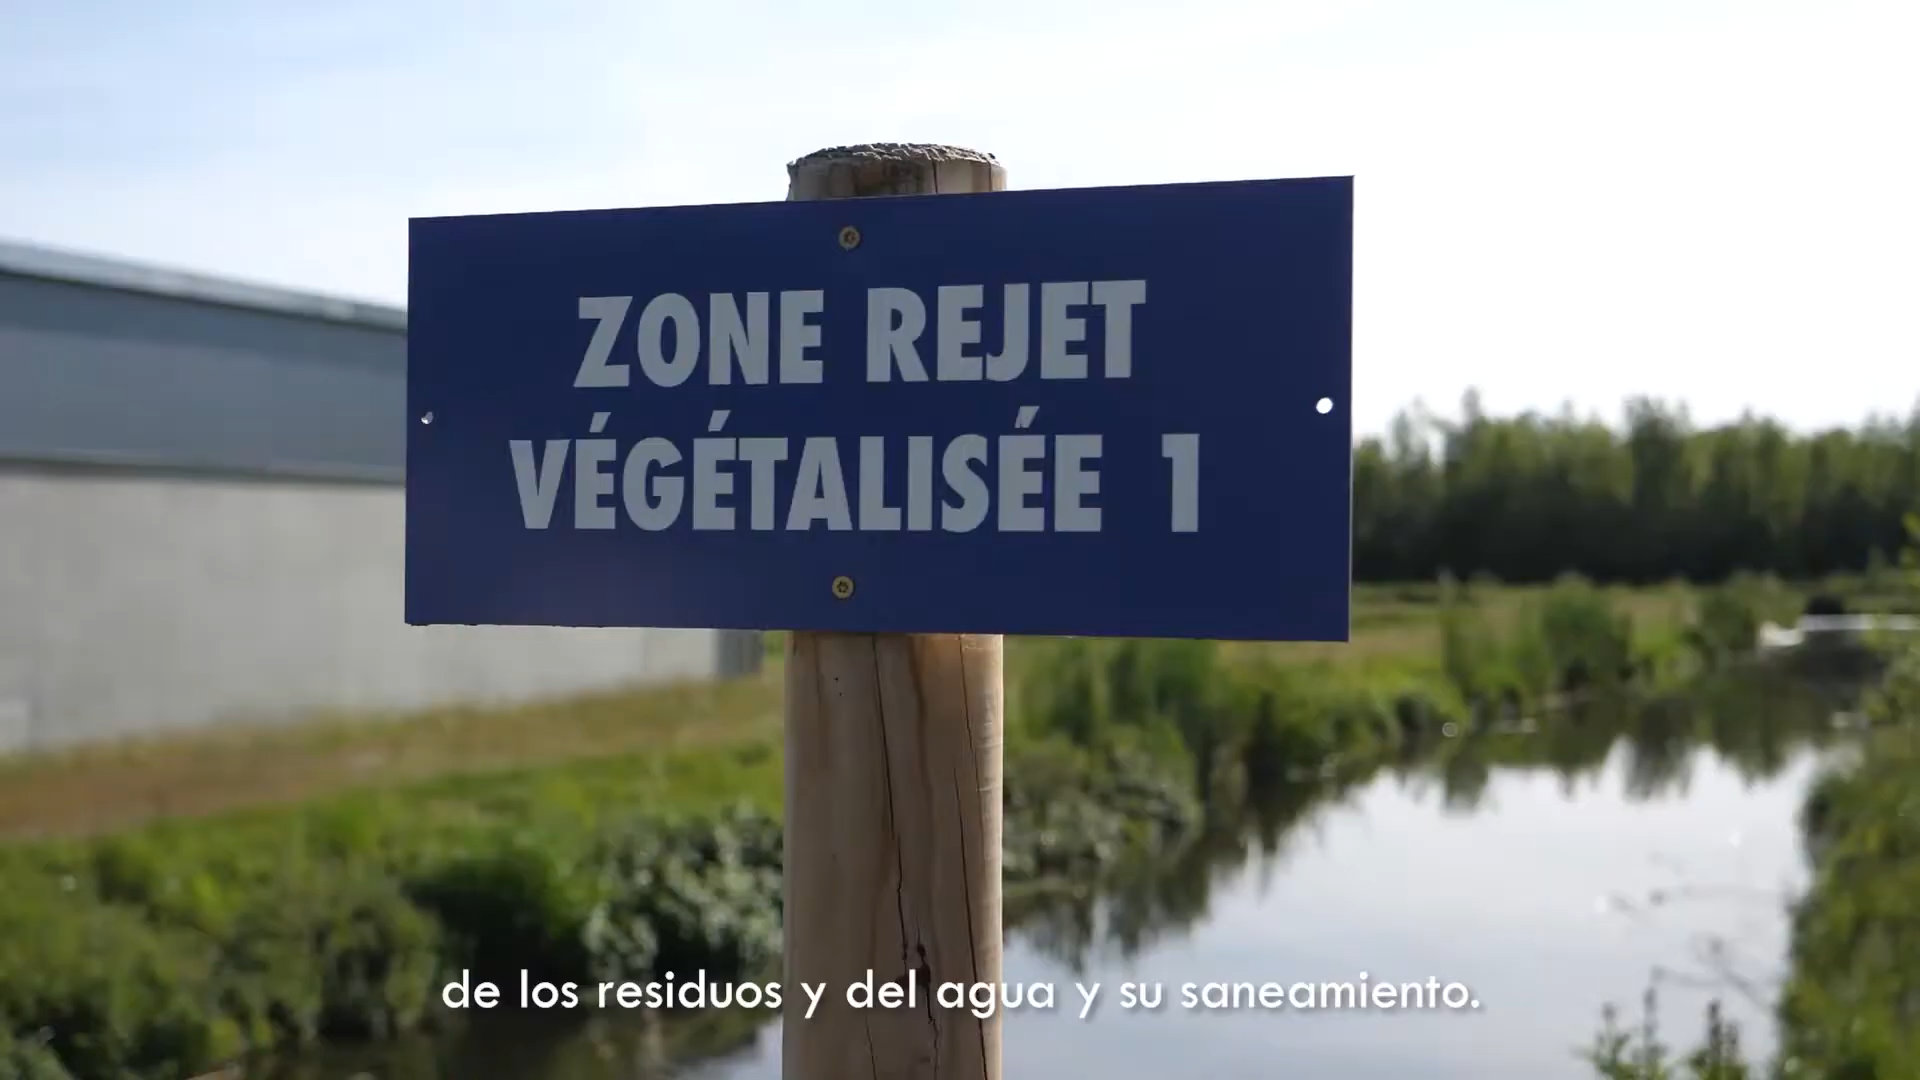 ZONE REJET
VÉGÉTALISÉE 1
de los residuos y del agua y su saneamiento.